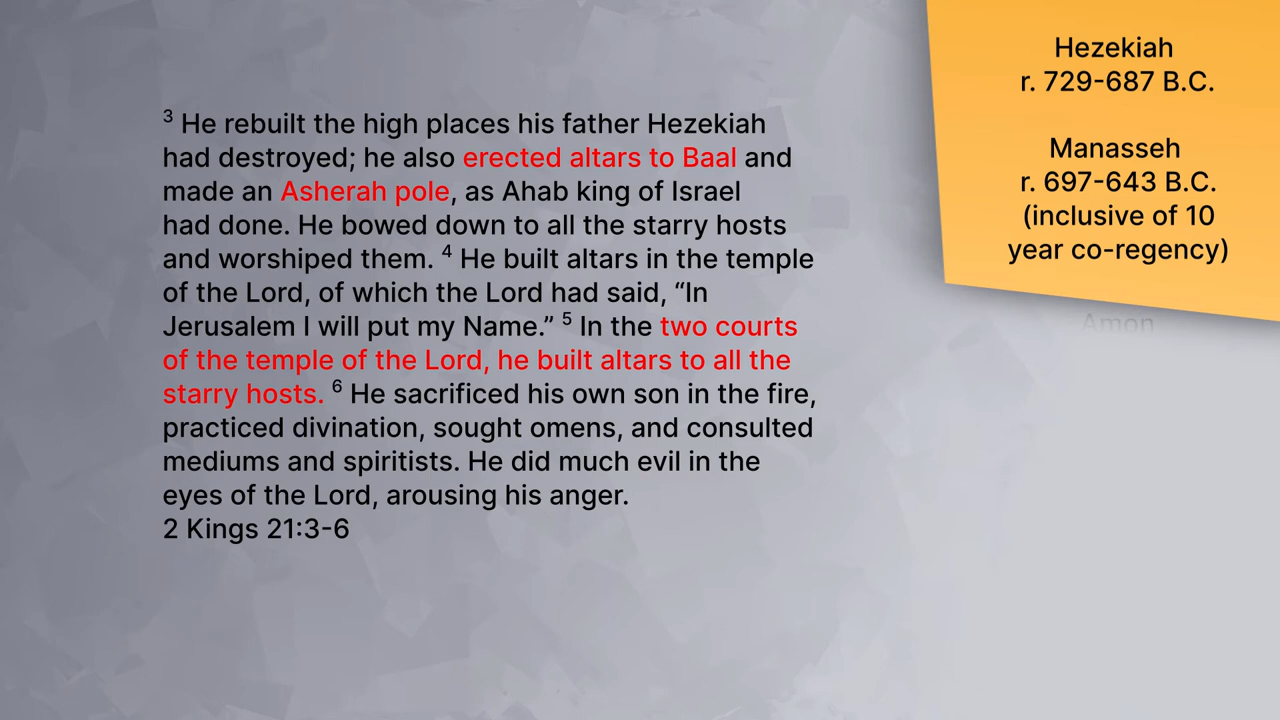 ³ He rebuilt the high places his father Hezekiah
had destroyed; he also erected altars to Baal and
made an Asherah pole, as Ahab king of Israel
had done. He bowed down to all the starry hosts
and worshiped them. ⁴ He built altars in the temple
of the Lord, of which the Lord had said, “In
Jerusalem I will put my Name.” ⁵ In the two courts
of the temple of the Lord, he built altars to all the
starry hosts. ⁶ He sacrificed his own son in the fire,
practiced divination, sought omens, and consulted
mediums and spiritists. He did much evil in the
eyes of the Lord, arousing his anger.
2 Kings 21:3-6
Hezekiah
r. 729-687 B.C.
Manasseh
r. 697-643 B.C.
(inclusive of 10
year co-regency)
Amon